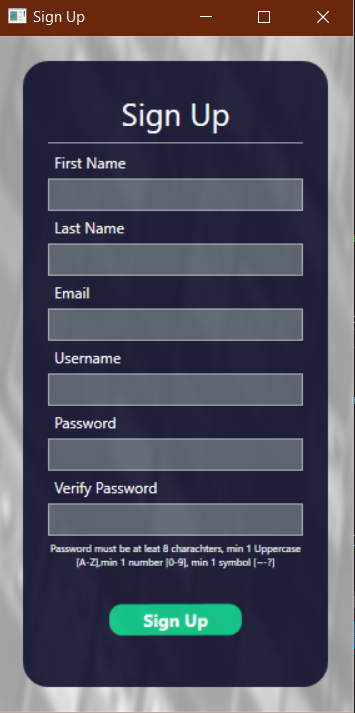 Sign Up
Sign Up
First Name
Last Name
Email
Username
Password
Verify Password
Password must be at leat 8 charachters, min 1 Uppercase
[A-Z],min 1 number [0-9], min 1 symbol [~-?]
Sign Up